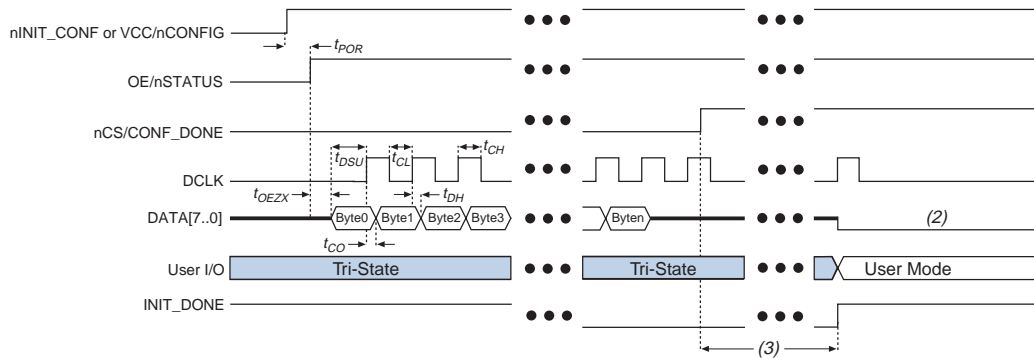 nINIT_CONF or VCC/nCONFIG
tPOR
OE/nSTATUS
nCS/CONF_DONE
tDSU
tCL
tCH
DCLK
tOEZX
tDH
DATA[7..0]
Byte0
Byte1
Byte2
Byte3
Byten
(2)
tCO
User I/O
Tri-State
Tri-State
User Mode
INIT_DONE
(3)